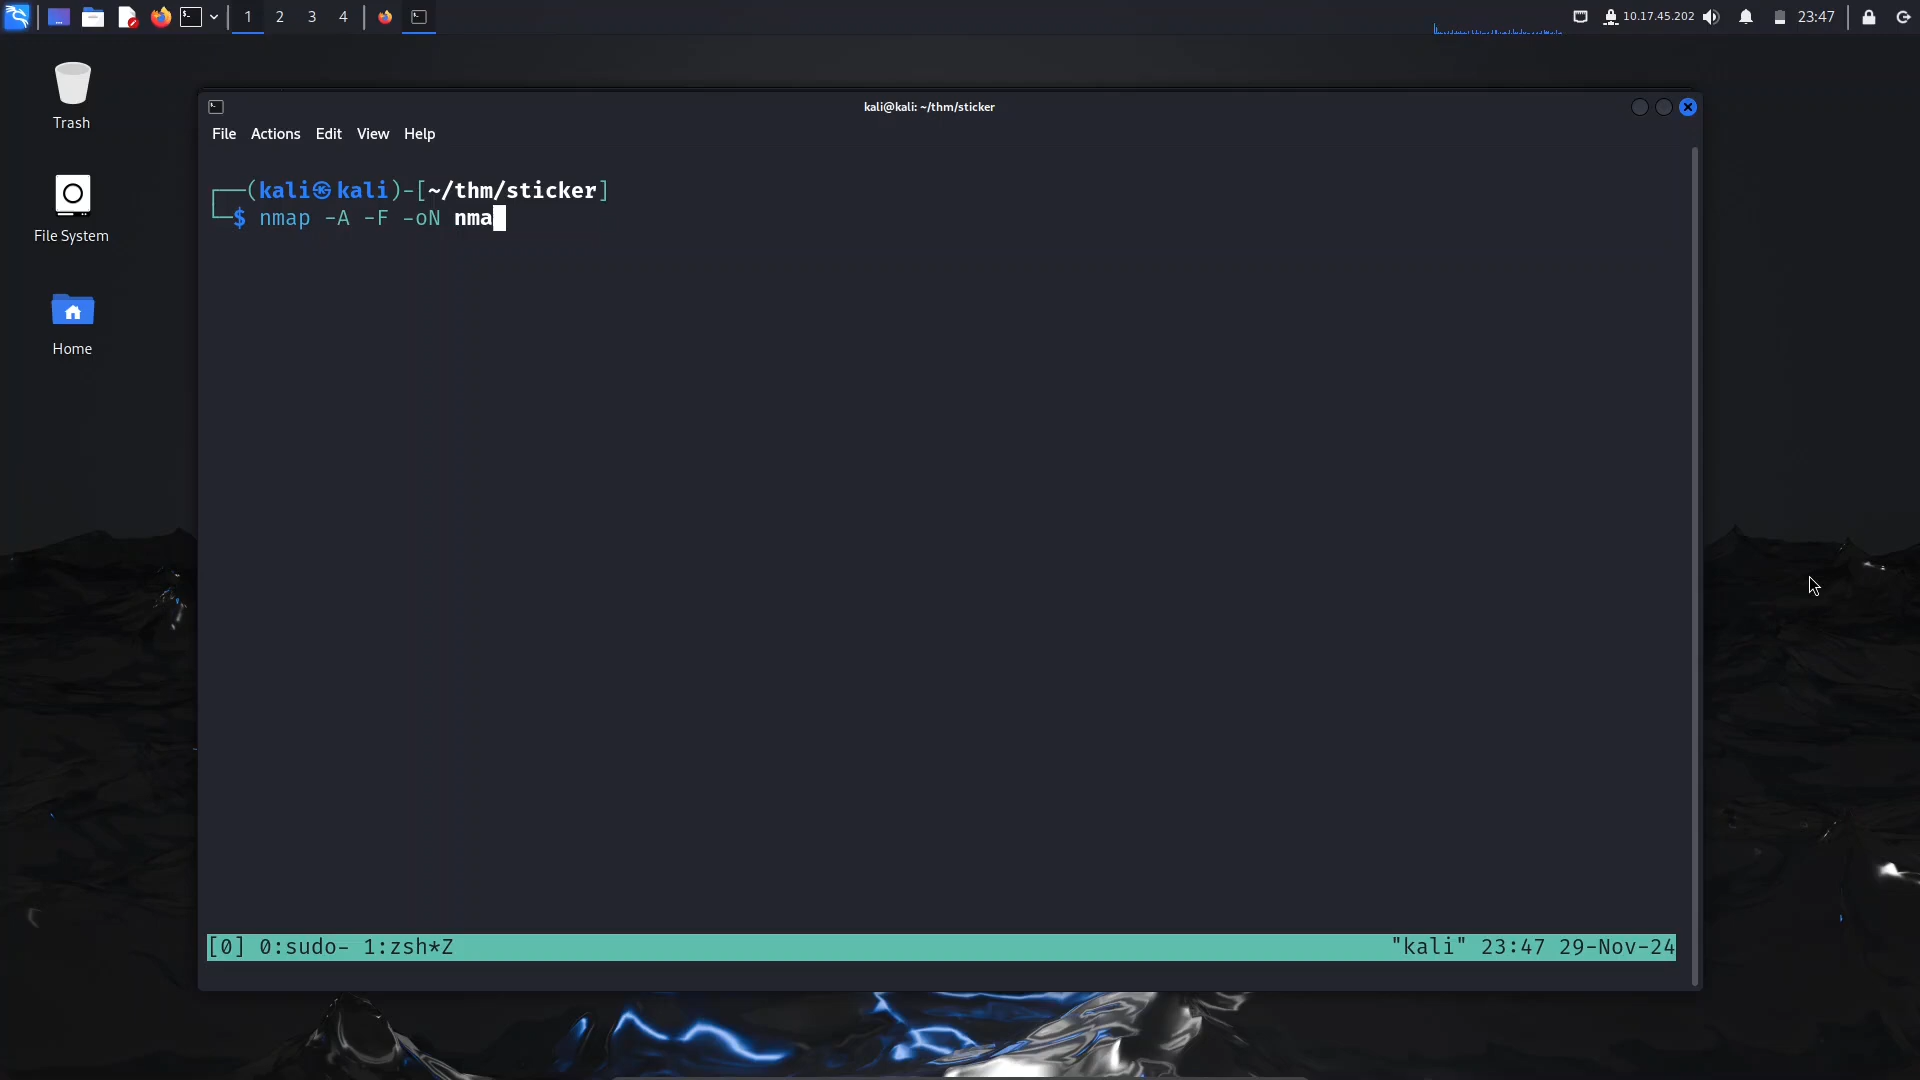 1 2 3 4 10.17.45.202 23:47
Trash
File System
Home
kali@kali: ~/thm/sticker
File Actions Edit View Help
┌──(kali㉿kali)-[~/thm/sticker]
└─$ nmap -A -F -oN nma
[0] 0:sudo- 1:zsh*Z "kali" 23:47 29-Nov-24